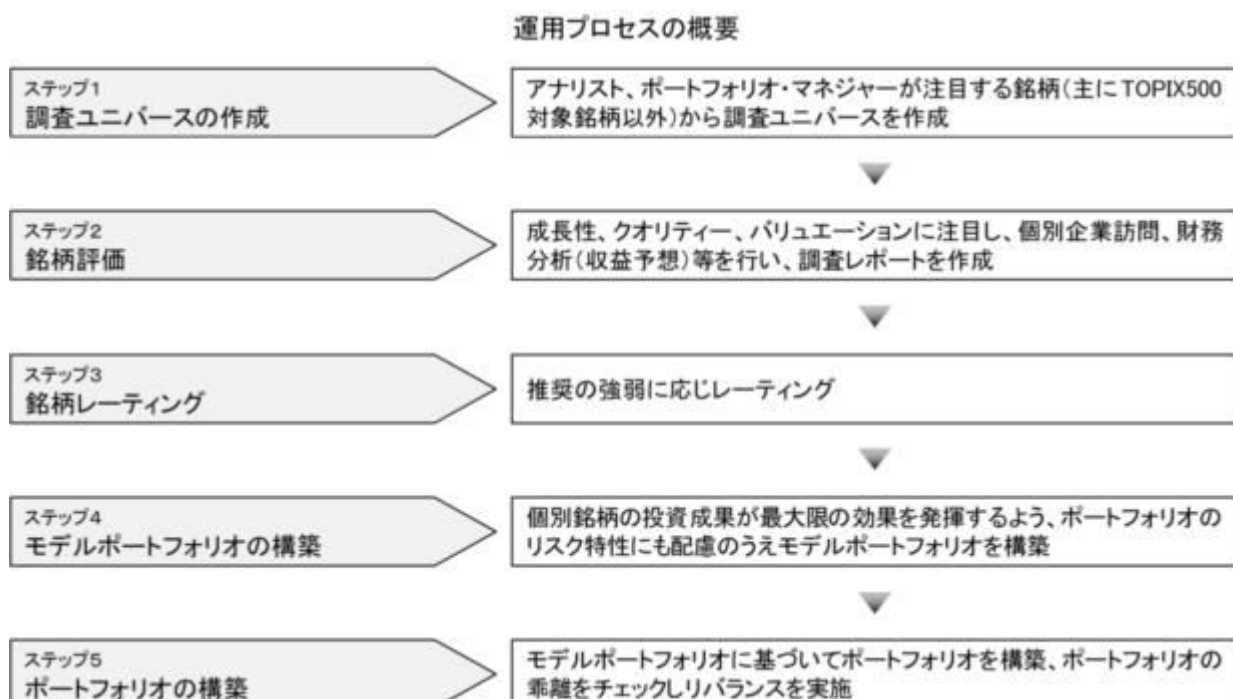 運用プロセスの概要
ステップ1
調査ユニバースの作成
アナリスト、ポートフォリオ・マネジャーが注目する銘柄(主にTOPIX500
対象銘柄以外)から調査ユニバースを作成
ステップ2
銘柄評価
成長性、クオリティー、バリュエーションに注目し、個別企業訪問、財務
分析(収益予想)等を行い、調査レポートを作成
ステップ3
銘柄レーティング
推奨の強弱に応じレーティング
ステップ4
モデルポートフォリオの構築
個別銘柄の投資成果が最大限の効果を発揮するよう、ポートフォリオの
リスク特性にも配慮のうえモデルポートフォリオを構築
ステップ5
ポートフォリオの構築
モデルポートフォリオに基づいてポートフォリオを構築、ポートフォリオの
乖離をチェックしリバランスを実施